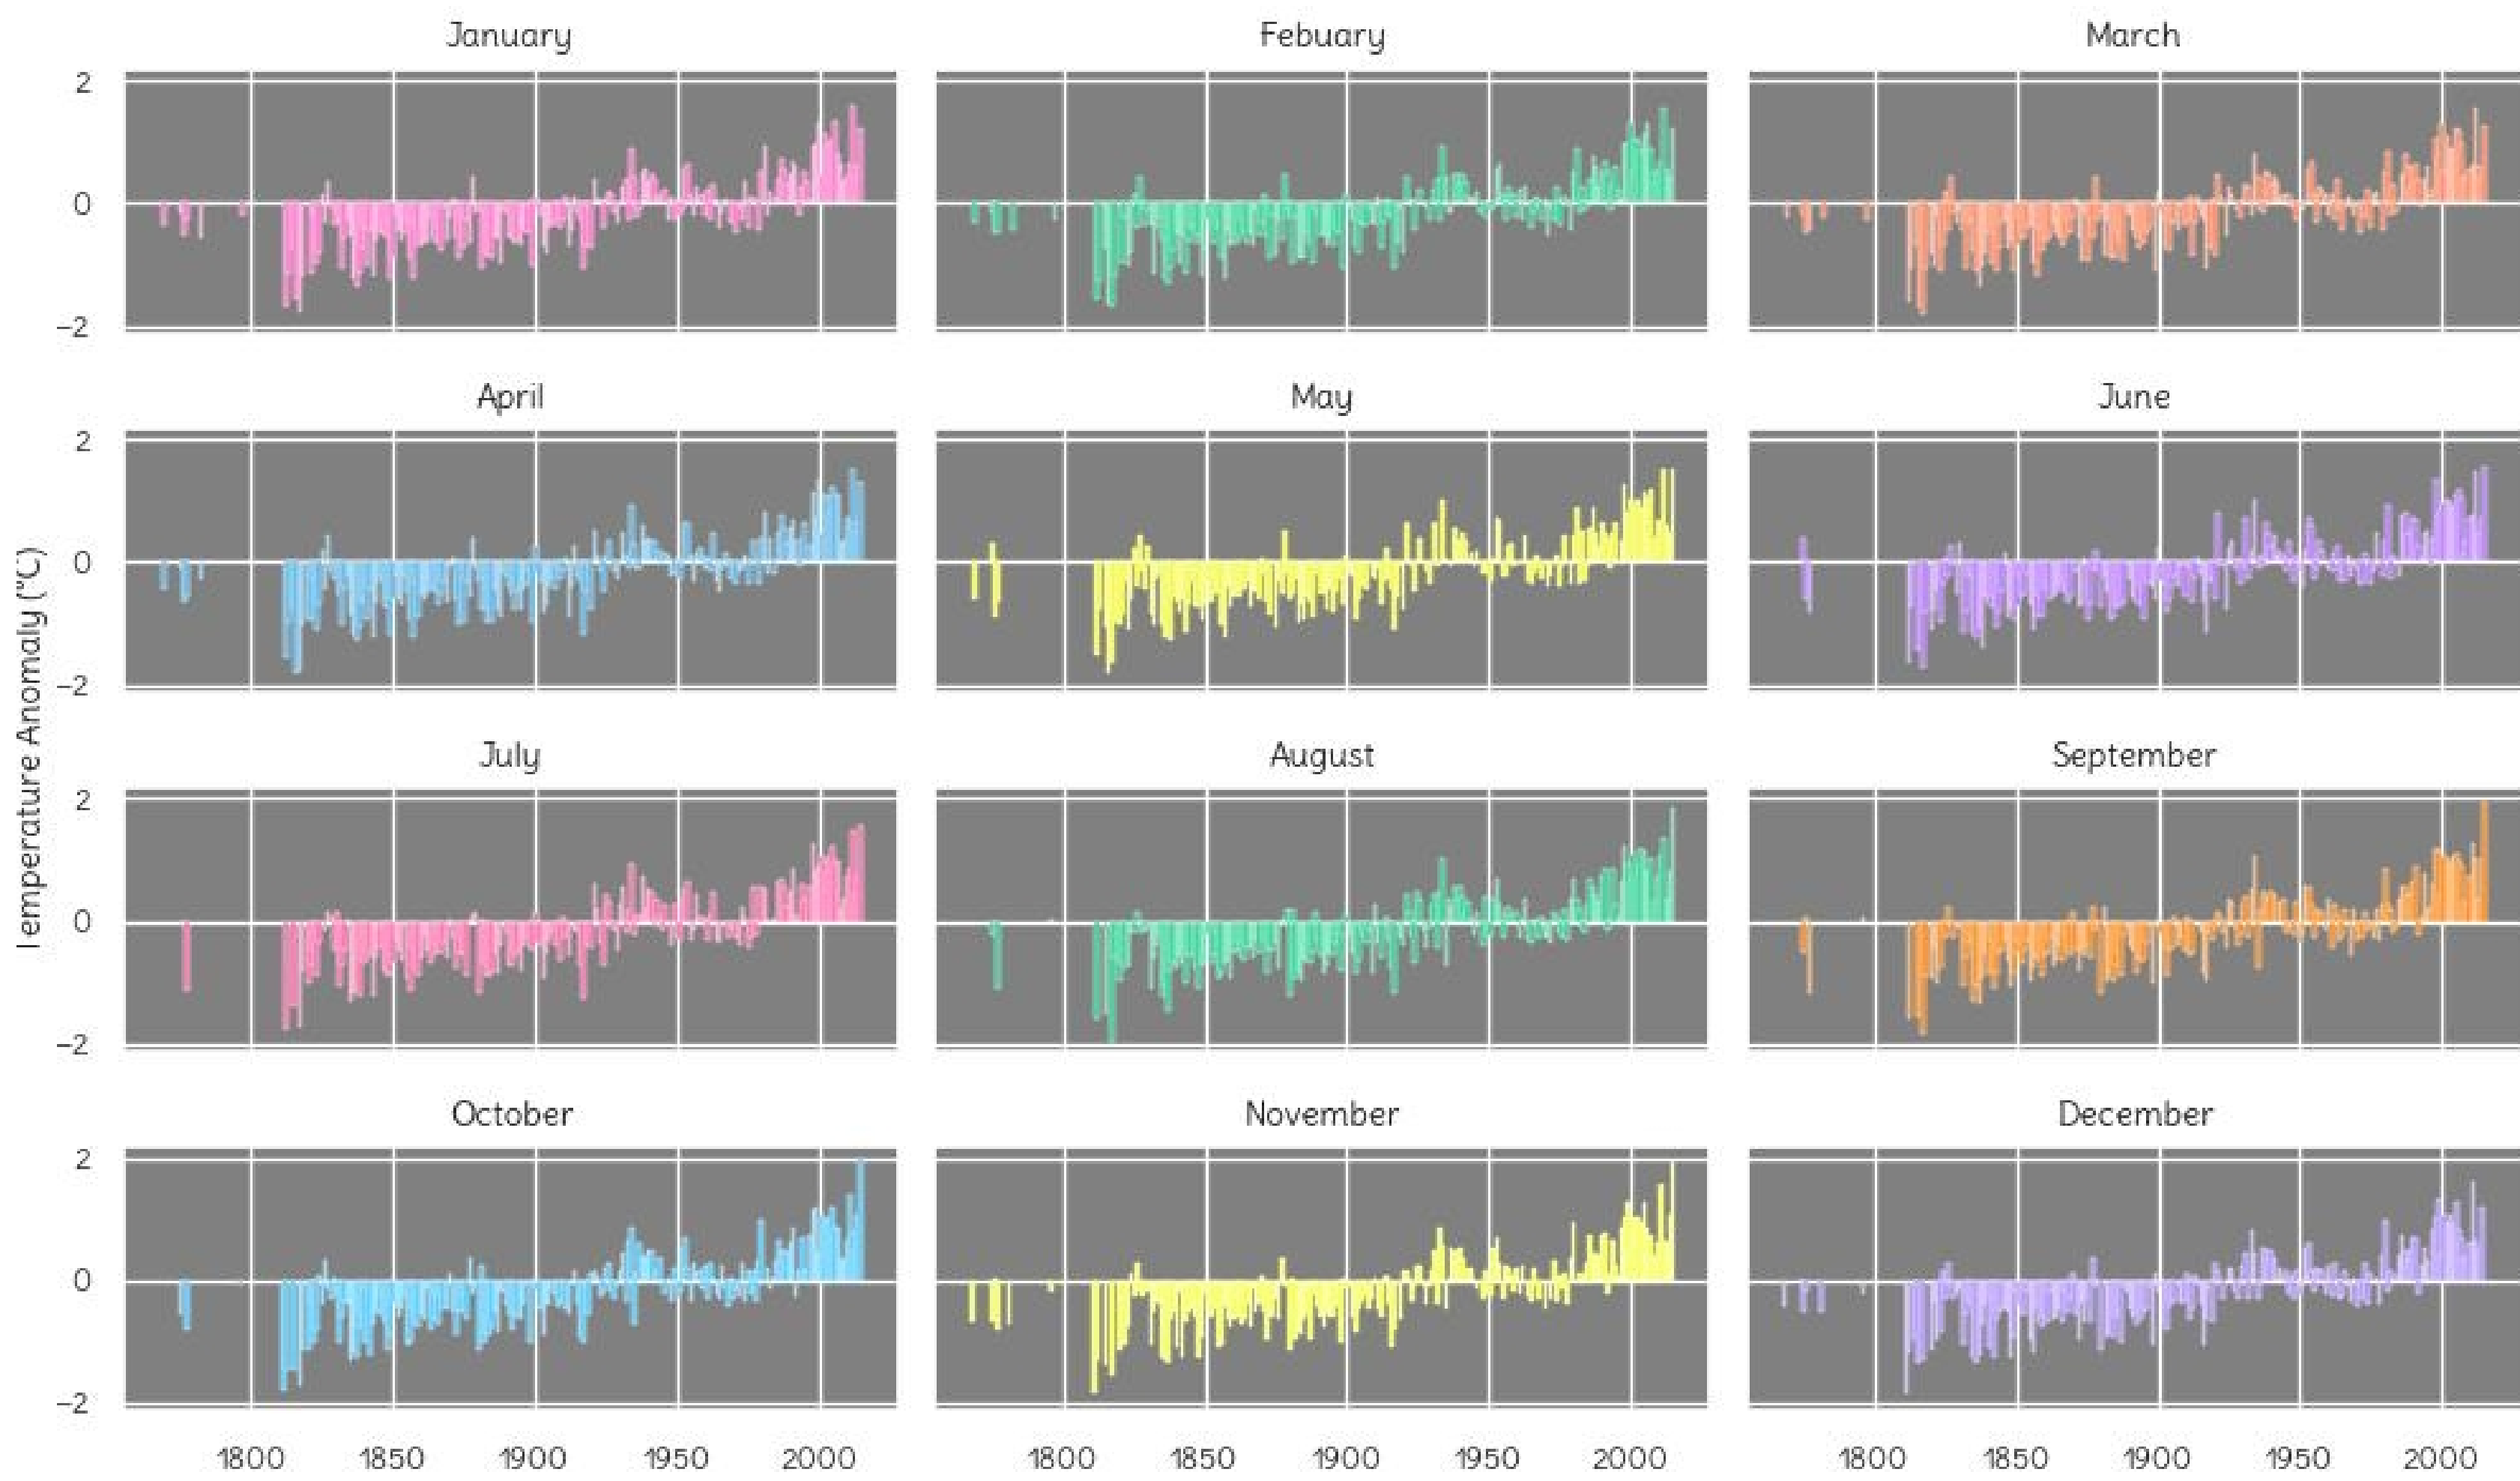 January Febuary March
2
0
−2
April May June
2
0
−2
Temperature Anomaly (°C)
July August September
2
0
−2
October November December
2
0
−2
1800 1850 1900 1950 2000 1800 1850 1900 1950 2000 1800 1850 1900 1950 2000